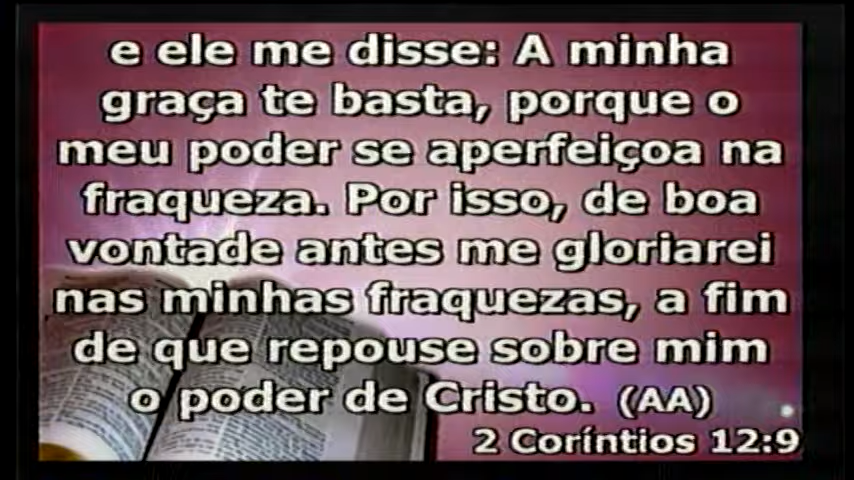 e ele me disse: A minha
graça te basta, porque o
meu poder se aperfeiçoa na
fraqueza. Por isso, de boa
vontade antes me gloriarei
nas minhas fraquezas, a fim
de que repouse sobre mim
o poder de Cristo. (AA)
2 Coríntios 12:9